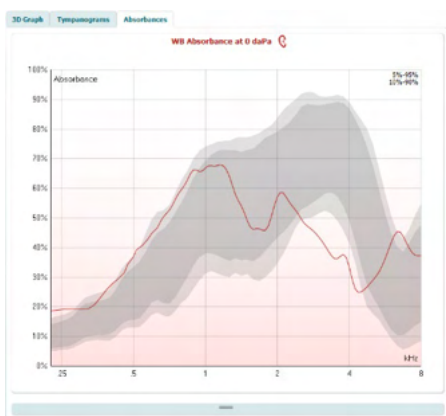 3D Graph Tympanograms Absorbances
WB Absorbance at 0 daPa
100% Absorbance 5%-95%
10%-90%
90%
80%
70%
60%
50%
40%
30%
20%
10%
0%
kHz
25 5 1 2 4 8